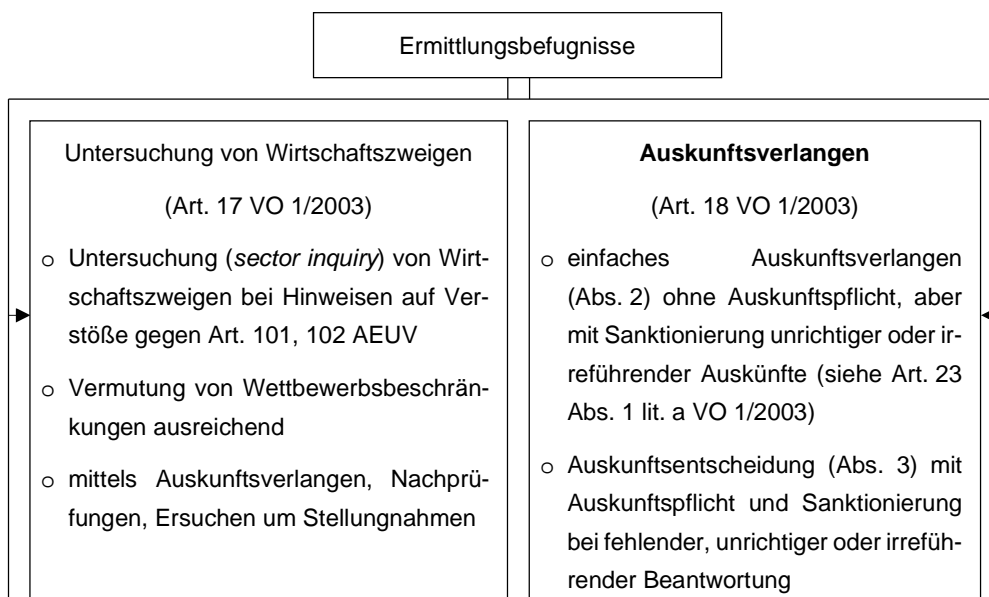 Ermittlungsbefugnisse
Untersuchung von Wirtschaftszweigen
(Art. 17 VO 1/2003)
o Untersuchung (sector inquiry) von Wirt-
schaftszweigen bei Hinweisen auf Ver-
stöße gegen Art. 101, 102 AEUV
o Vermutung von Wettbewerbsbeschrän-
kungen ausreichend
o mittels Auskunftsverlangen, Nachprü-
fungen, Ersuchen um Stellungnahmen
Auskunftsverlangen
(Art. 18 VO 1/2003)
o einfaches Auskunftsverlangen
(Abs. 2) ohne Auskunftspflicht, aber
mit Sanktionierung unrichtiger oder ir-
reführender Auskünfte (siehe Art. 23
Abs. 1 lit. a VO 1/2003)
o Auskunftsentscheidung (Abs. 3) mit
Auskunftspflicht und Sanktionierung
bei fehlender, unrichtiger oder irrefüh-
render Beantwortung